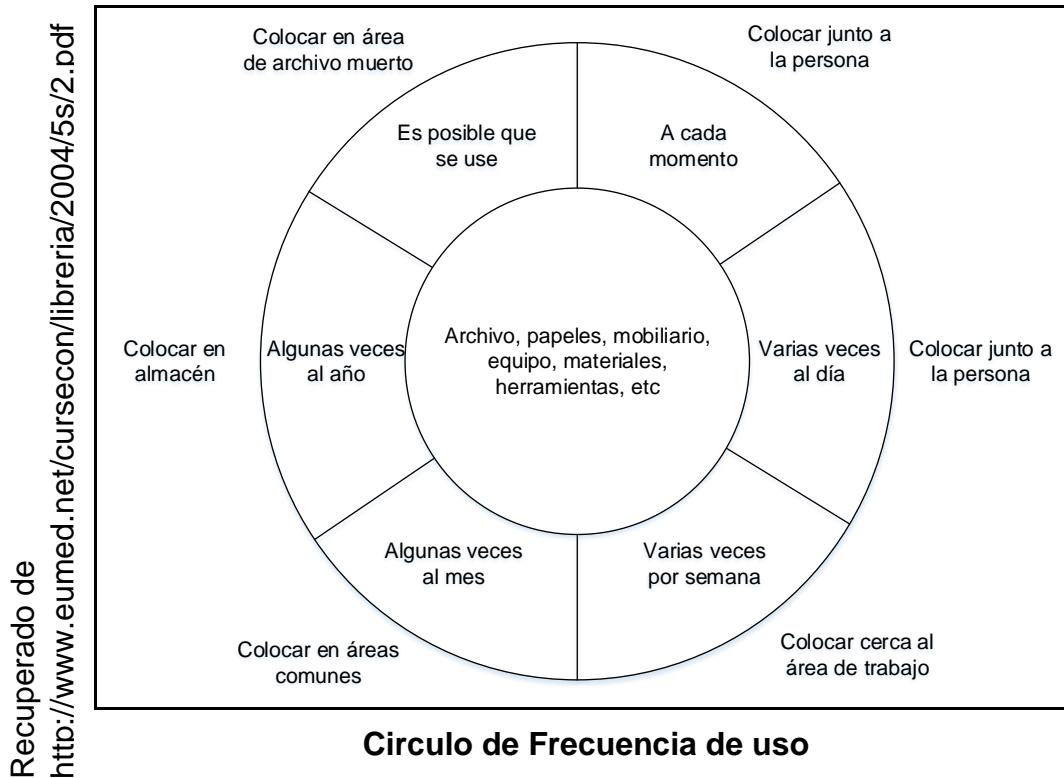 Recuperado de
http://www.eumed.net/cursecon/libreria/2004/5s/2.pdf
Colocar en área
de archivo muerto
Colocar junto a
la persona
Es posible que
se use
A cada
momento
Colocar en
almacén
Algunas veces
al año
Archivo, papeles, mobiliario,
equipo, materiales,
herramientas, etc
Varias veces
al día
Colocar junto a
la persona
Algunas veces
al mes
Varias veces
por semana
Colocar en áreas
comunes
Colocar cerca al
área de trabajo
Circulo de Frecuencia de uso